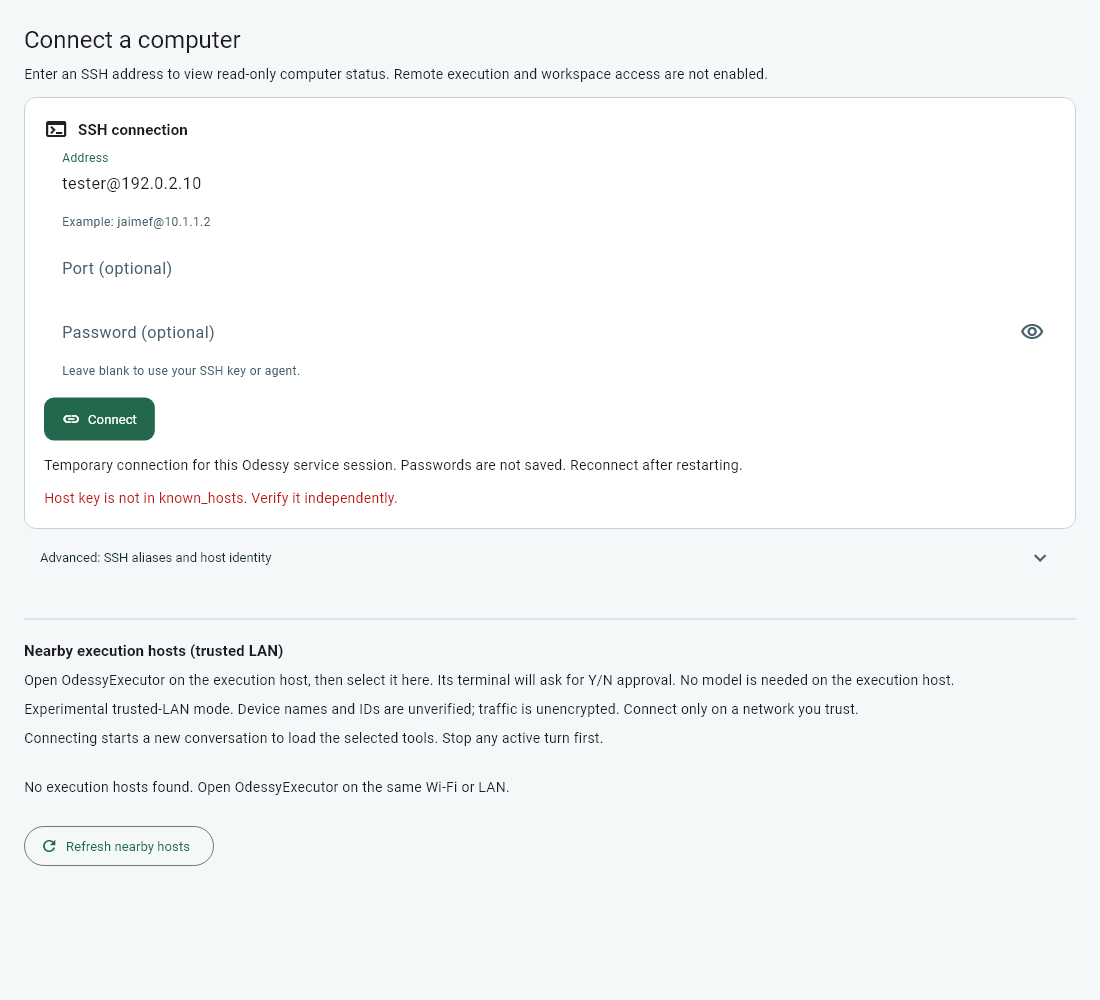 Connect a computer
Enter an SSH address to view read-only computer status. Remote execution and workspace access are not enabled.
SSH connection
Address
tester@192.0.2.10
Example: jaimef@10.1.1.2
Port (optional)
Password (optional)
Leave blank to use your SSH key or agent.
Connect
Temporary connection for this Odessy service session. Passwords are not saved. Reconnect after restarting.
Host key is not in known_hosts. Verify it independently.
Advanced: SSH aliases and host identity
Nearby execution hosts (trusted LAN)
Open OdessyExecutor on the execution host, then select it here. Its terminal will ask for Y/N approval. No model is needed on the execution host.
Experimental trusted-LAN mode. Device names and IDs are unverified; traffic is unencrypted. Connect only on a network you trust.
Connecting starts a new conversation to load the selected tools. Stop any active turn first.
No execution hosts found. Open OdessyExecutor on the same Wi-Fi or LAN.
Refresh nearby hosts